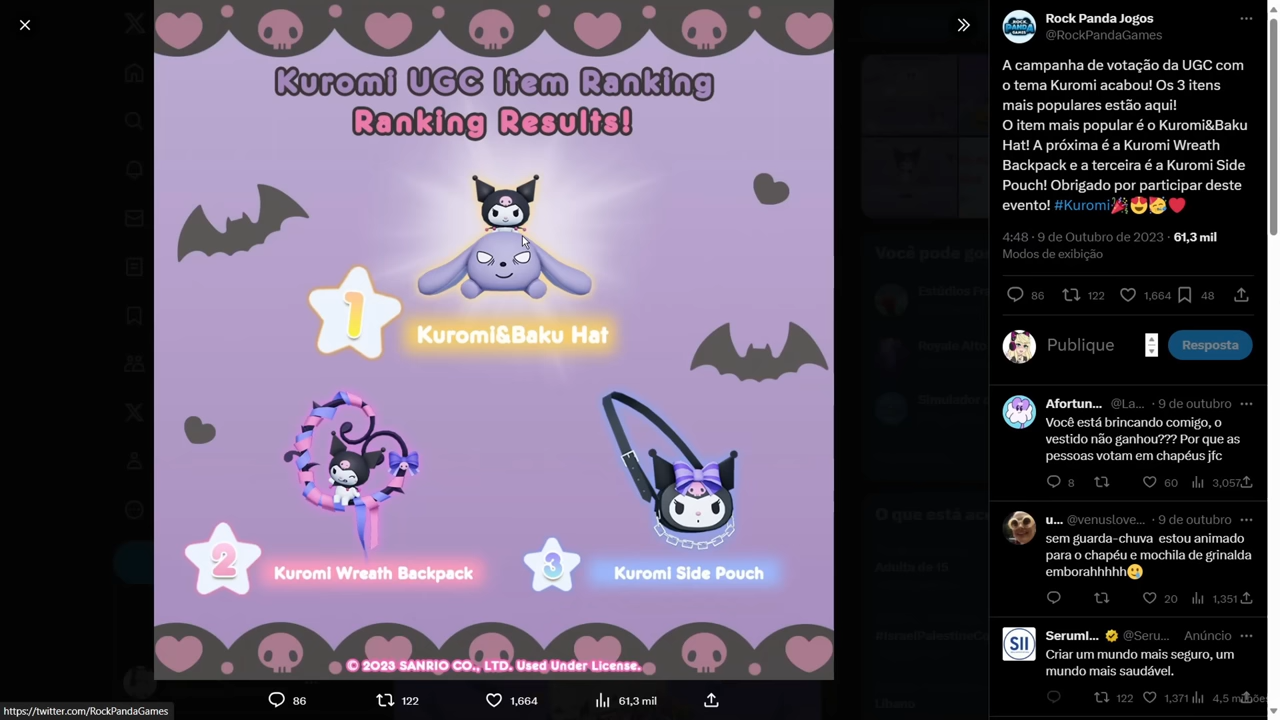 Kuromi UGC Item Ranking
Ranking Results!
1
Kuromi&Baku Hat
2
Kuromi Wreath Backpack
3
Kuromi Side Pouch
© 2023 SANRIO CO., LTD. Used Under License.
86
122
1,664
61,3 mil
https://twitter.com/RockPandaGames
Rock Panda Jogos
@RockPandaGames
A campanha de votação da UGC com
o tema Kuromi acabou! Os 3 itens
mais populares estão aqui!
O item mais popular é o Kuromi&Baku
Hat! A próxima é a Kuromi Wreath
Backpack e a terceira é a Kuromi Side
Pouch! Obrigado por participar deste
evento! #Kuromi🎉😍🥳❤️
4:48 · 9 de Outubro de 2023 · 61,3 mil
Modos de exibição
86
122
1,664
48
Publique
Resposta
Afortun... @La... · 9 de outubro
Você está brincando comigo, o
vestido não ganhou??? Por que as
pessoas votam em chapéus jfc
8
60
3,057
u... @venuslove... · 9 de outubro
sem guarda-chuva estou animado
para o chapéu e mochila de grinalda
emborahhhhh🥲
20
1,351
SII
Serumi... @Seru... Anúncio
Criar um mundo mais seguro, um
mundo mais saudável.
122
1,371
4,5 milhões